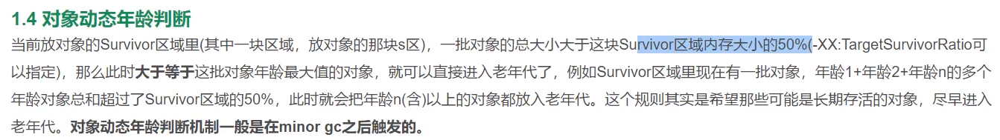 1.4 对象动态年龄判断
当前放对象的Survivor区域里(其中一块区域，放对象的那块s区)，一批对象的总大小大于这块Survivor区域内存大小的50%(-XX:TargetSurvivorRatio可
以指定)，那么此时大于等于这批对象年龄最大值的对象，就可以直接进入老年代了，例如Survivor区域里现在有一批对象，年龄1+年龄2+年龄n的多个
年龄对象总和超过了Survivor区域的50%，此时就会把年龄n(含)以上的对象都放入老年代。这个规则其实是希望那些可能是长期存活的对象，尽早进入
老年代。对象动态年龄判断机制一般是在minor gc之后触发的。